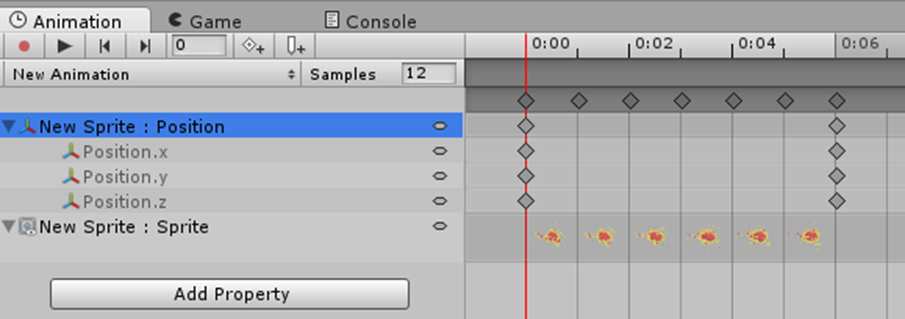 Animation Game Console
0 0:00 0:02 0:04 0:06
New Animation Samples 12
New Sprite : Position
Position.x
Position.y
Position.z
New Sprite : Sprite
Add Property